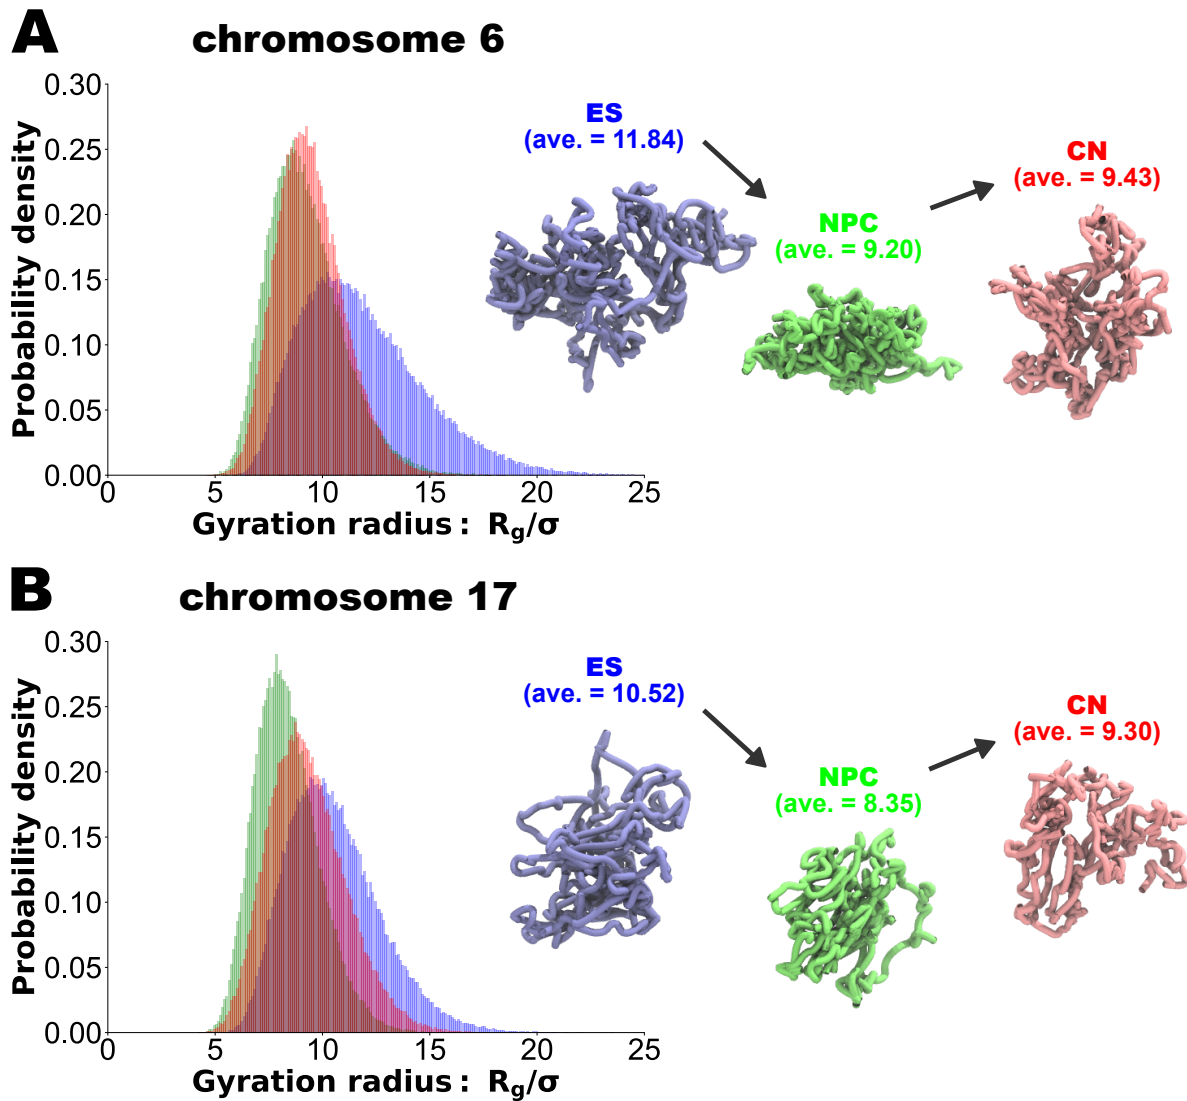 A
chromosome 6
0.30
0.25
0.20
0.15
0.10
0.05
0.00
Probability density
0 5 10 15 20 25
Gyration radius : Rg/σ
ES
(ave. = 11.84)
NPC
(ave. = 9.20)
CN
(ave. = 9.43)
B
chromosome 17
0.30
0.25
0.20
0.15
0.10
0.05
0.00
Probability density
0 5 10 15 20 25
Gyration radius : Rg/σ
ES
(ave. = 10.52)
NPC
(ave. = 8.35)
CN
(ave. = 9.30)